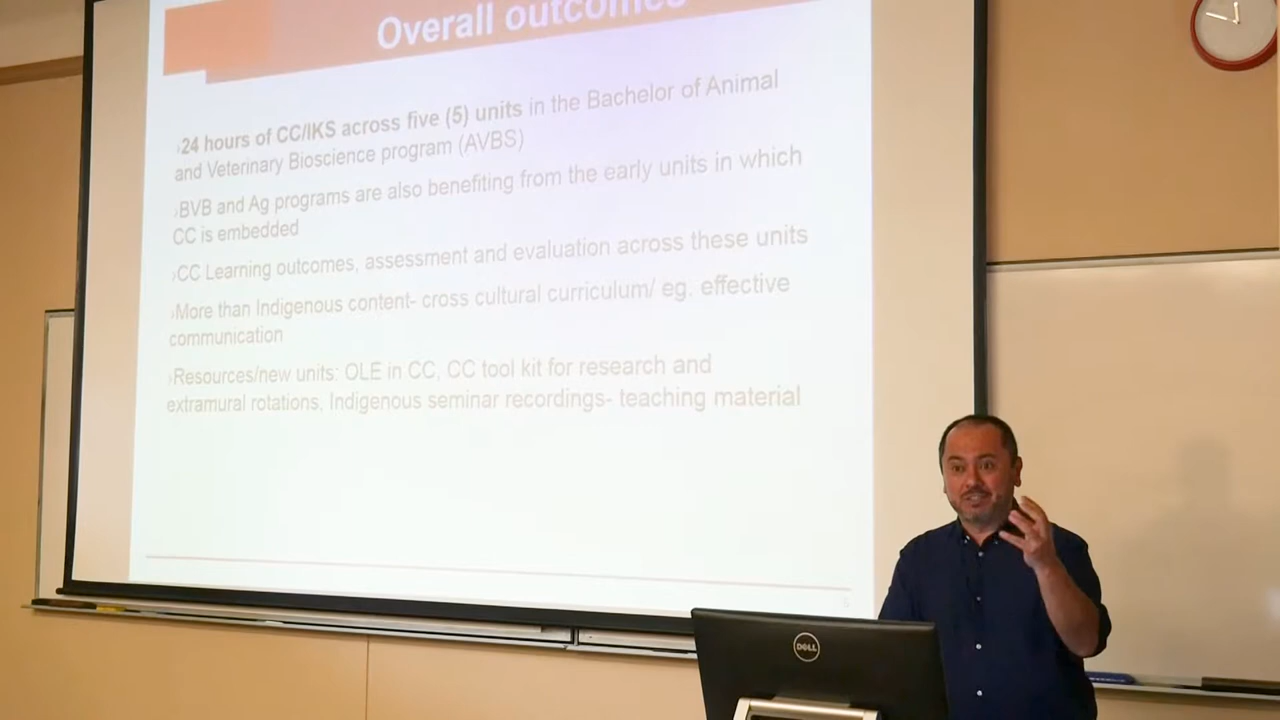 Overall outcomes
›24 hours of CC/IKS across five (5) units in the Bachelor of Animal
and Veterinary Bioscience program (AVBS)
›BVB and Ag programs are also benefiting from the early units in which
CC is embedded
›CC Learning outcomes, assessment and evaluation across these units
›More than Indigenous content- cross cultural curriculum/ eg. effective
communication
›Resources/new units: OLE in CC, CC tool kit for research and
extramural rotations, Indigenous seminar recordings- teaching material
DELL